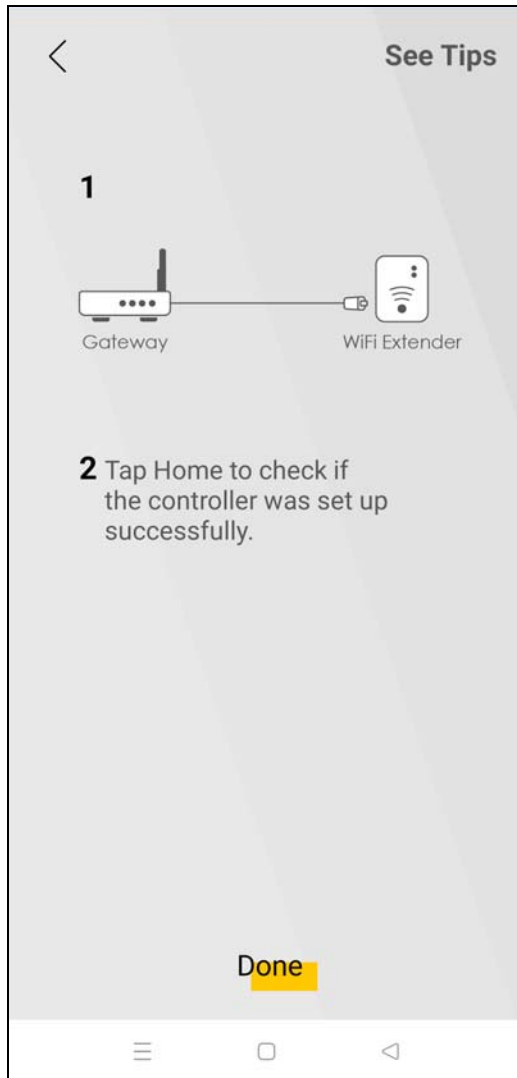 See Tips
1
Gateway WiFi Extender
2 Tap Home to check if
the controller was set up
successfully.
Done